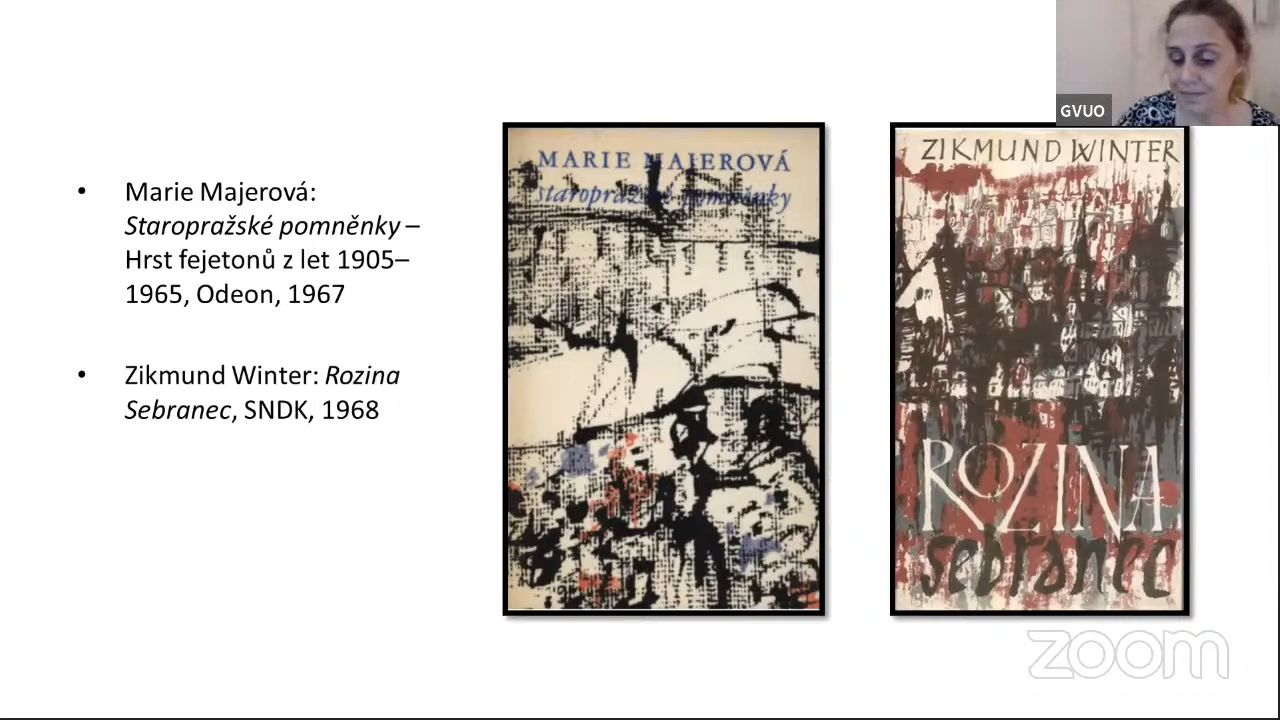 • Marie Majerová:
Staropražské pomněnky –
Hrst fejetonů z let 1905–
1965, Odeon, 1967
• Zikmund Winter: Rozina
Sebranec, SNDK, 1968
MARIE MAJEROVÁ
staropražské pomněnky
ZIKMUND WINTER
ROZINA
sebranec
GVUO
zoom